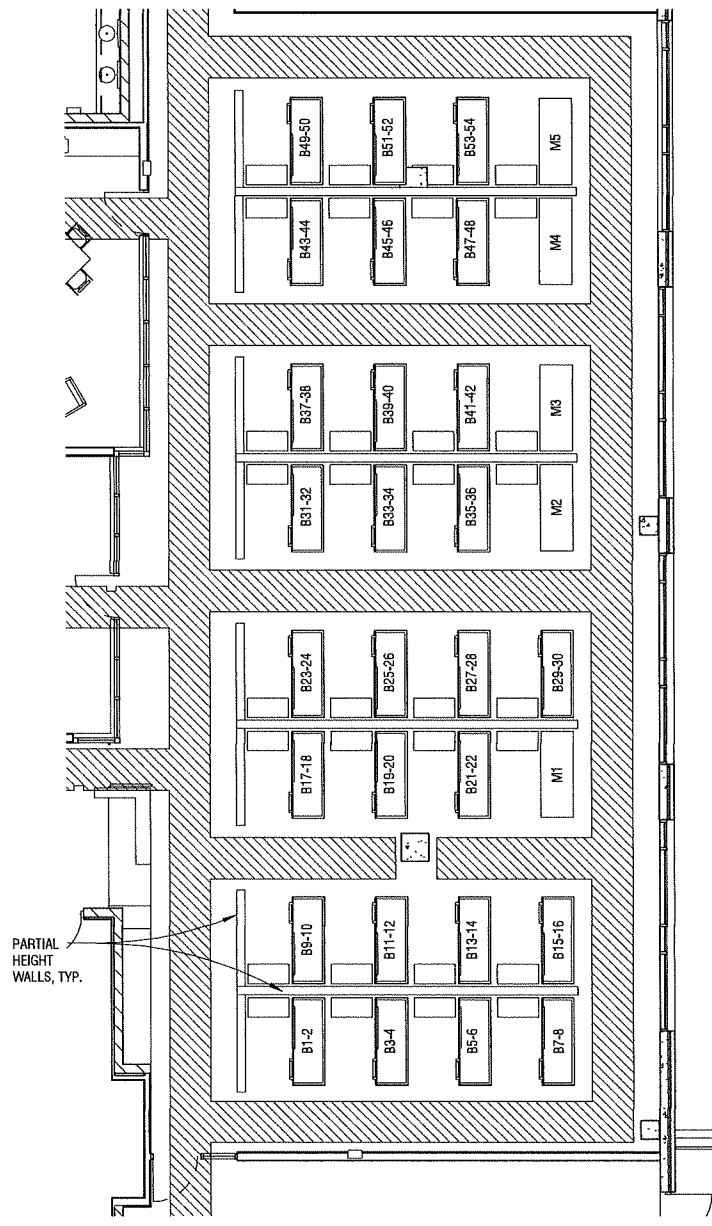 B49-50
B51-52
B53-54
M5
B43-44
B45-46
B47-48
M4
B37-38
B39-40
B41-42
M3
B31-32
B33-34
B35-36
M2
B23-24
B25-26
B27-28
B29-30
B17-18
B19-20
B21-22
M1
PARTIAL
HEIGHT
WALLS, TYP.
B9-10
B11-12
B13-14
B15-16
B1-2
B3-4
B5-6
B7-8